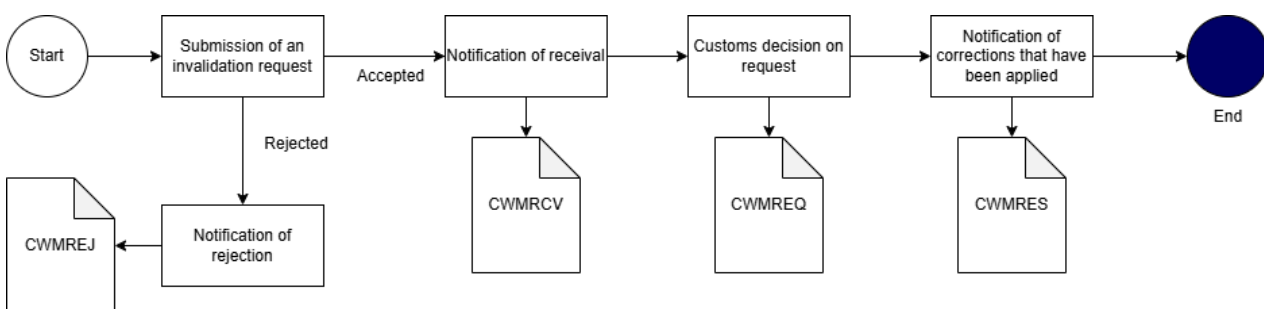 Start
Submission of an
invalidation request
Accepted
Notification of receival
Customs decision on
request
Notification of
corrections that have
been applied
End
Rejected
CWMRCV
CWMREQ
CWMRES
Notification of
rejection
CWMREJ